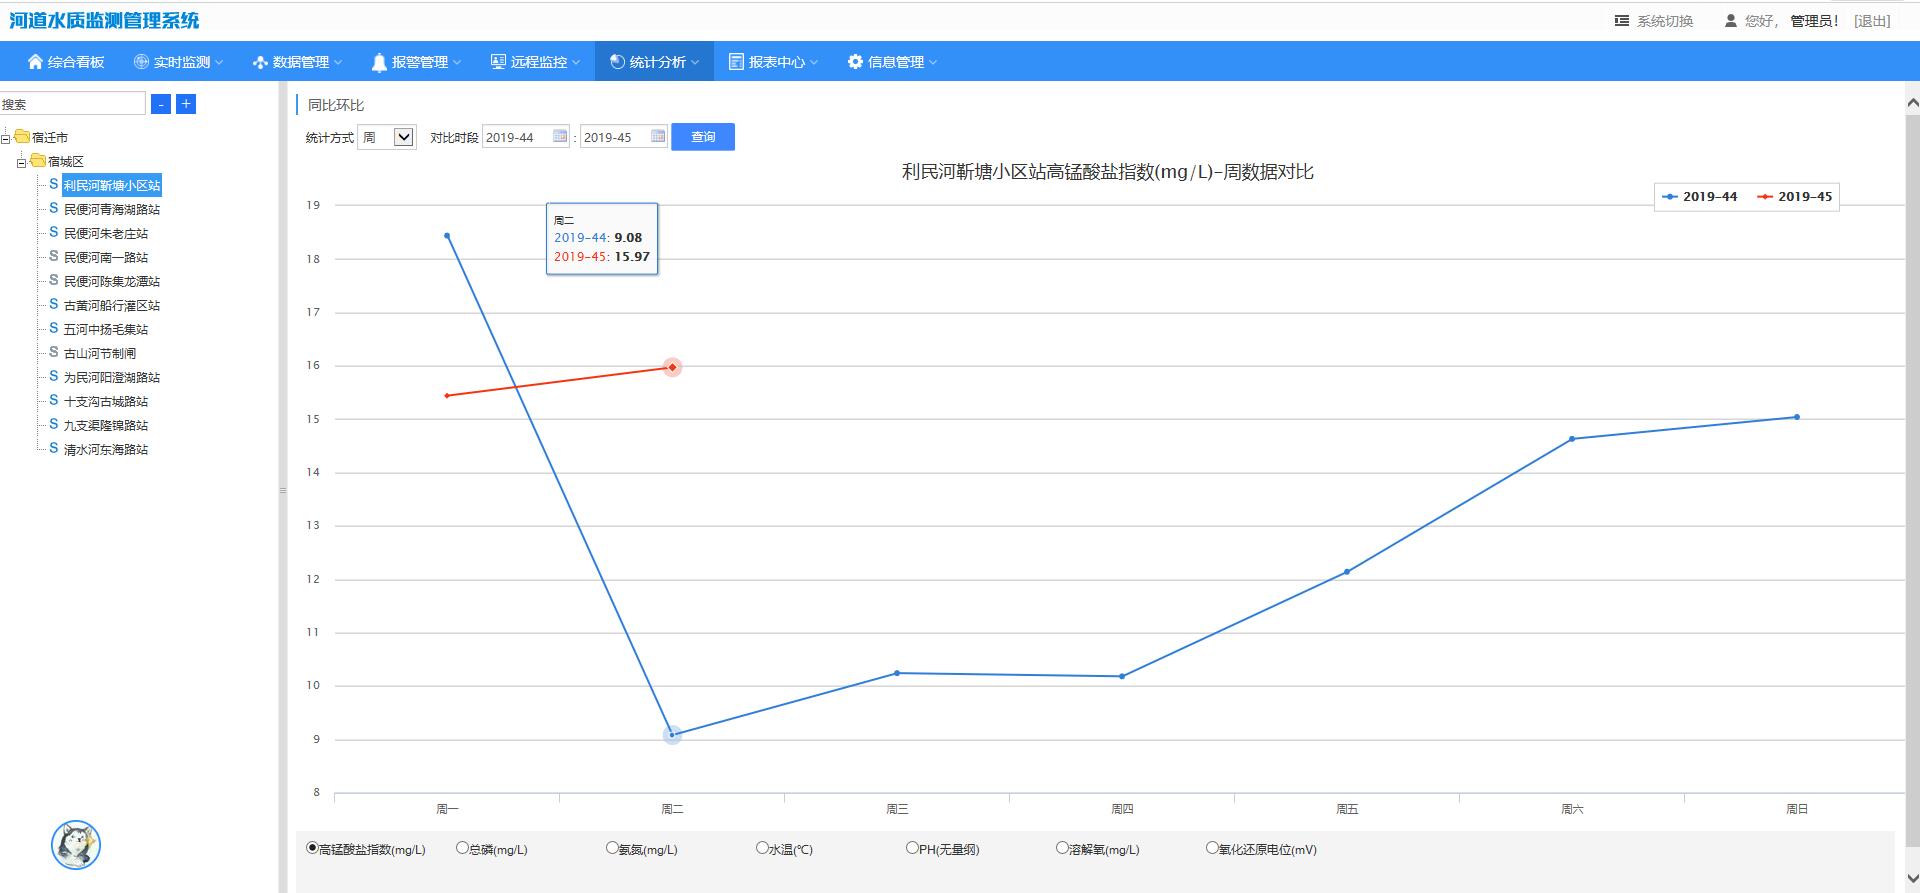 河道水质监测管理系统
系统切换 您好，管理员！ [退出]
综合看板 实时监测 数据管理 报警管理 远程监控 统计分析 报表中心 信息管理
搜索 - +
宿迁市
宿城区
S 利民河靳塘小区站
S 民便河青海湖路站
S 民便河朱老庄站
S 民便河南一路站
S 民便河陈集龙潭站
S 古黄河船行灌区站
S 五河中扬毛集站
S 古山河节制闸
S 为民河阳澄湖路站
S 十支沟古城路站
S 九支渠隆锦路站
S 清水河东海路站
同比环比
统计方式 周 对比时段 2019-44 : 2019-45 查询
利民河靳塘小区站高锰酸盐指数(mg/L)-周数据对比
2019-44 2019-45
周二
2019-44: 9.08
2019-45: 15.97
19
18
17
16
15
14
13
12
11
10
9
8
周一 周二 周三 周四 周五 周六 周日
高锰酸盐指数(mg/L) 总磷(mg/L) 氨氮(mg/L) 水温(℃) PH(无量纲) 溶解氧(mg/L) 氧化还原电位(mV)